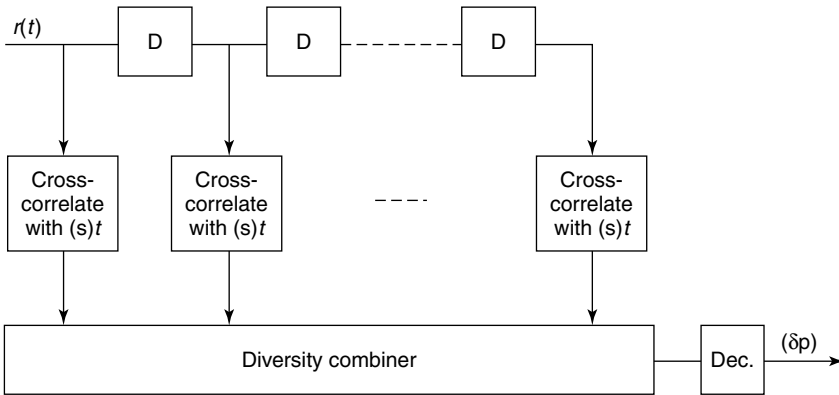 r(t)
D
D
D
Cross-
correlate
with (s)t
Cross-
correlate
with (s)t
Cross-
correlate
with (s)t
Diversity combiner
Dec.
(δp)